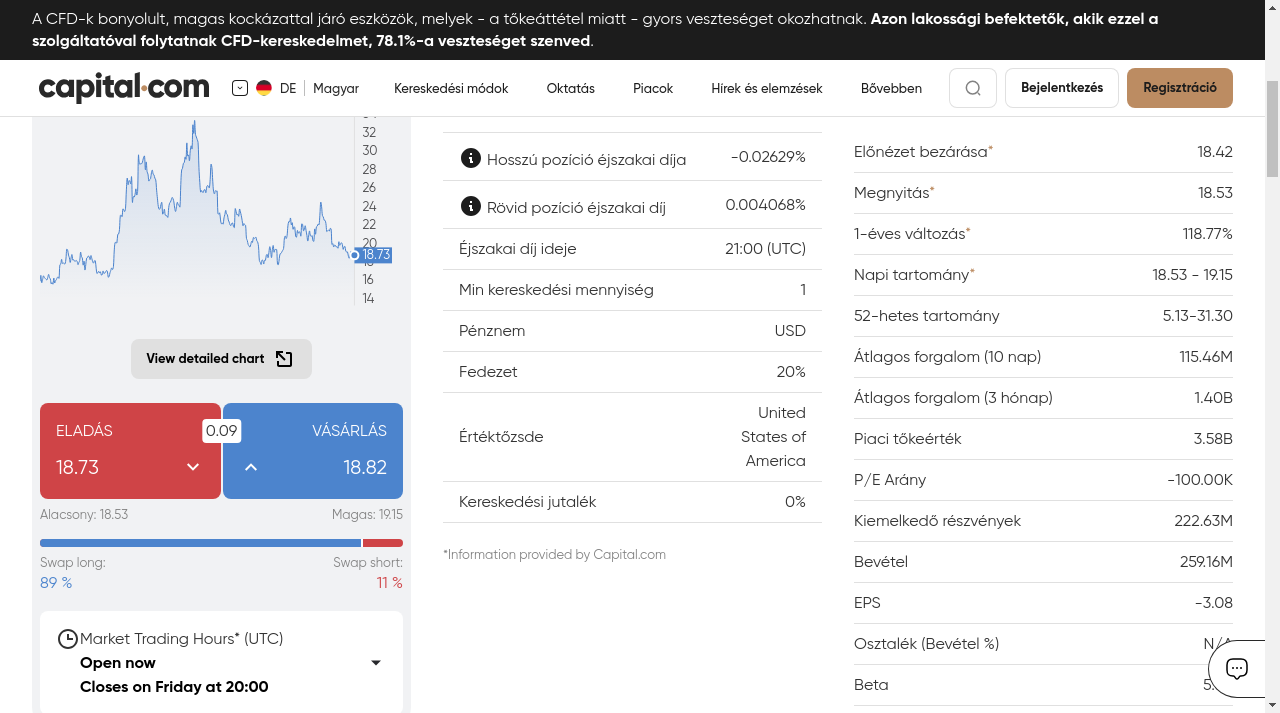 A CFD-k bonyolult, magas kockázattal járó eszközök, melyek - a tőkeáttétel miatt - gyors veszteséget okozhatnak. Azon lakossági befektetők, akik ezzel a
szolgáltatóval folytatnak CFD-kereskedelmet, 78.1%-a veszteséget szenved.
capital.com
DE
Magyar
Kereskedési módok
Oktatás
Piacok
Hírek és elemzések
Bővebben
Bejelentkezés
Regisztráció
32
30
28
26
24
22
20
18.73
16
14
View detailed chart
ELADÁS
0.09
VÁSÁRLÁS
18.73
18.82
Alacsony: 18.53
Magas: 19.15
Swap long:
Swap short:
89 %
11 %
Market Trading Hours* (UTC)
Open now
Closes on Friday at 20:00
Hosszú pozíció éjszakai díja
-0.02629%
Rövid pozíció éjszakai díj
0.004068%
Éjszakai díj ideje
21:00 (UTC)
Min kereskedési mennyiség
1
Pénznem
USD
Fedezet
20%
Értéktőzsde
United
States of
America
Kereskedési jutalék
0%
*Information provided by Capital.com
Előnézet bezárása*
18.42
Megnyitás*
18.53
1-éves változás*
118.77%
Napi tartomány*
18.53 - 19.15
52-hetes tartomány
5.13-31.30
Átlagos forgalom (10 nap)
115.46M
Átlagos forgalom (3 hónap)
1.40B
Piaci tőkeérték
3.58B
P/E Arány
-100.00K
Kiemelkedő részvények
222.63M
Bevétel
259.16M
EPS
-3.08
Osztalék (Bevétel %)
Beta